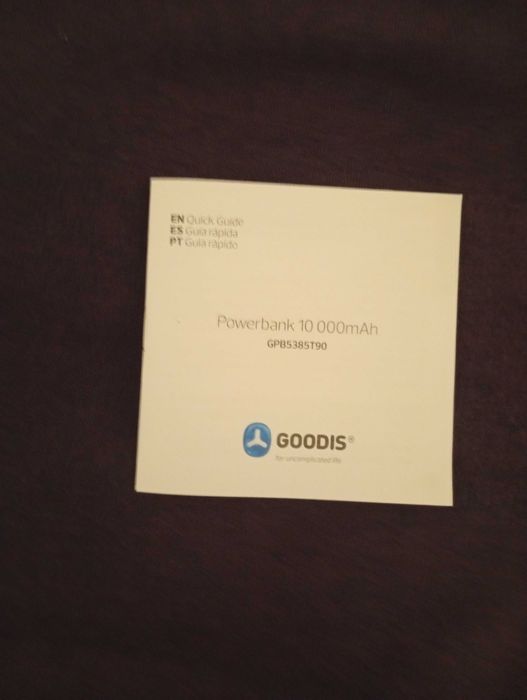 EN Quick Guide
ES Guía rápida
PT Guia rápido
Powerbank 10 000mAh
GPB5385T90
GOODIS®
for uncomplicated life